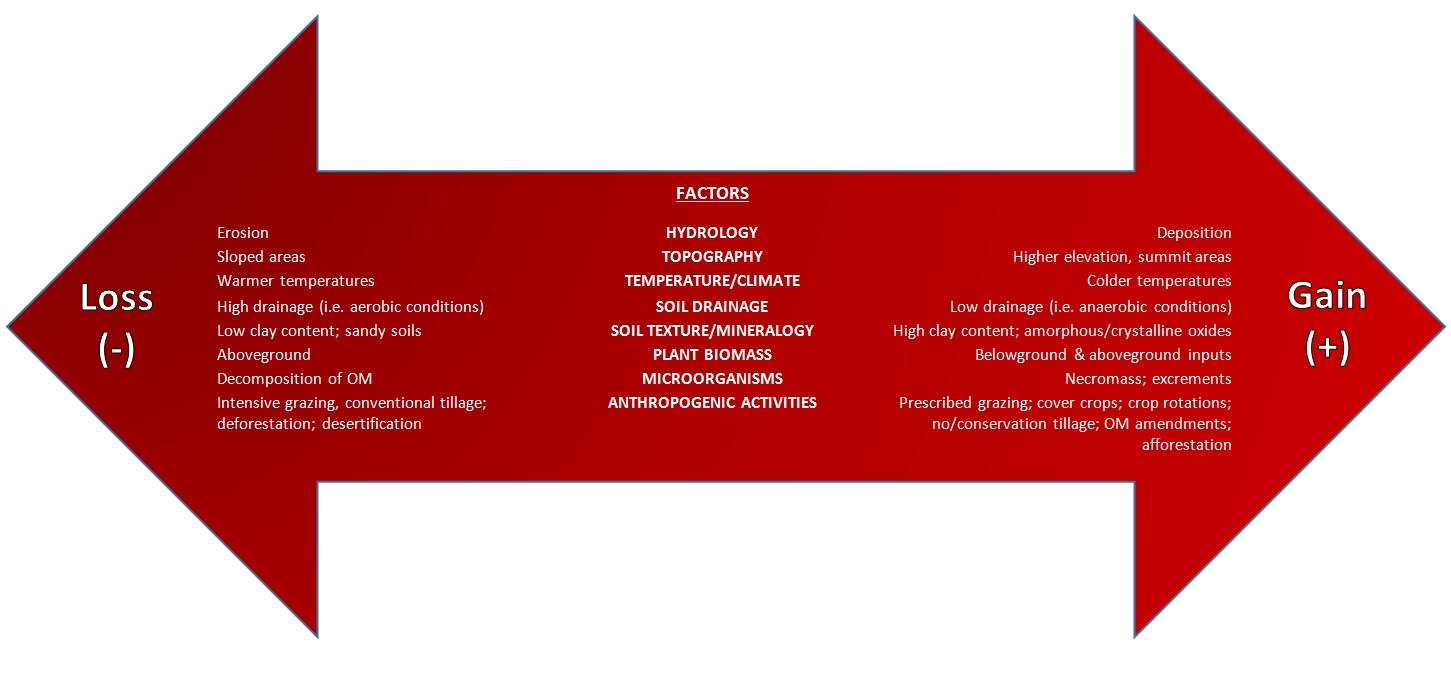 FACTORS
Erosion HYDROLOGY Deposition
Sloped areas TOPOGRAPHY Higher elevation, summit areas
Warmer temperatures TEMPERATURE/CLIMATE Colder temperatures
High drainage (i.e. aerobic conditions) SOIL DRAINAGE Low drainage (i.e. anaerobic conditions)
Low clay content; sandy soils SOIL TEXTURE/MINERALOGY High clay content; amorphous/crystalline oxides
Aboveground PLANT BIOMASS Belowground & aboveground inputs
Decomposition of OM MICROORGANISMS Necromass; excrements
Intensive grazing, conventional tillage; ANTHROPOGENIC ACTIVITIES Prescribed grazing; cover crops; crop rotations;
deforestation; desertification no/conservation tillage; OM amendments;
afforestation
Loss
(-)
Gain
(+)